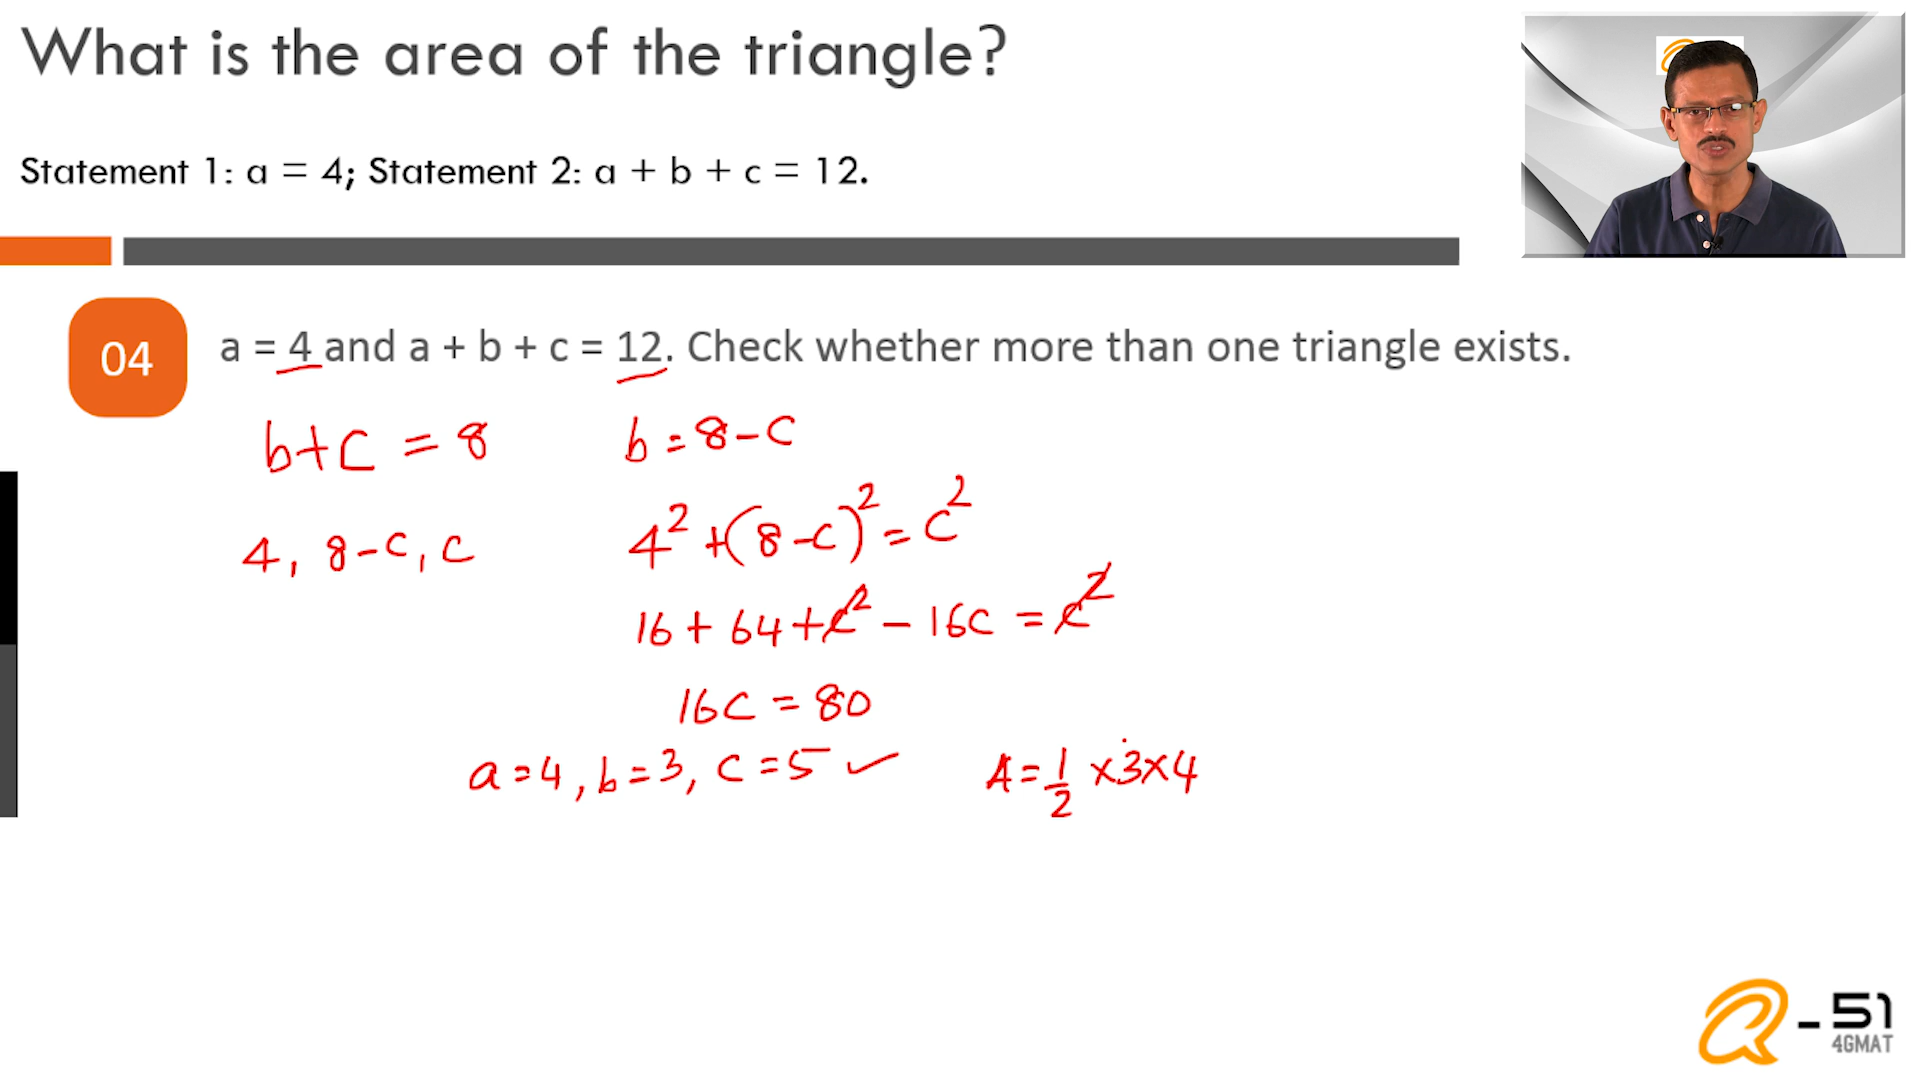 What is the area of the triangle?
Statement 1: a = 4; Statement 2: a + b + c = 12.
04
a = 4 and a + b + c = 12. Check whether more than one triangle exists.
b+c = 8
b = 8-c
4, 8-c, c
4² + (8-c)² = c²
16 + 64 + c² - 16c = c²
16c = 80
a=4, b=3, c=5 ✓
A = 1/2 × 3 × 4
Q-51
4GMAT